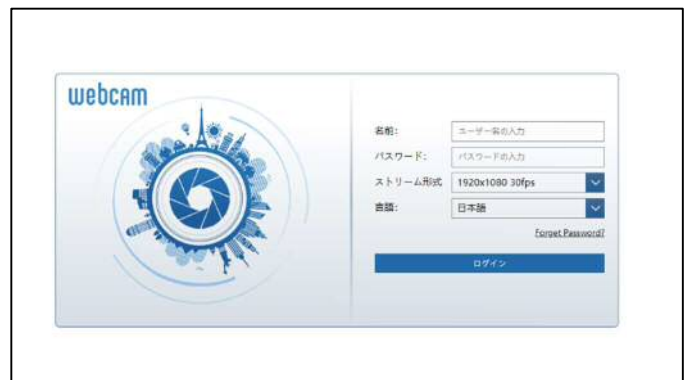 webcam
名前:
ユーザー名の入力
パスワード:
パスワードの入力
ストリーム形式
1920x1080 30fps
言語:
日本語
Forget Password?
ログイン